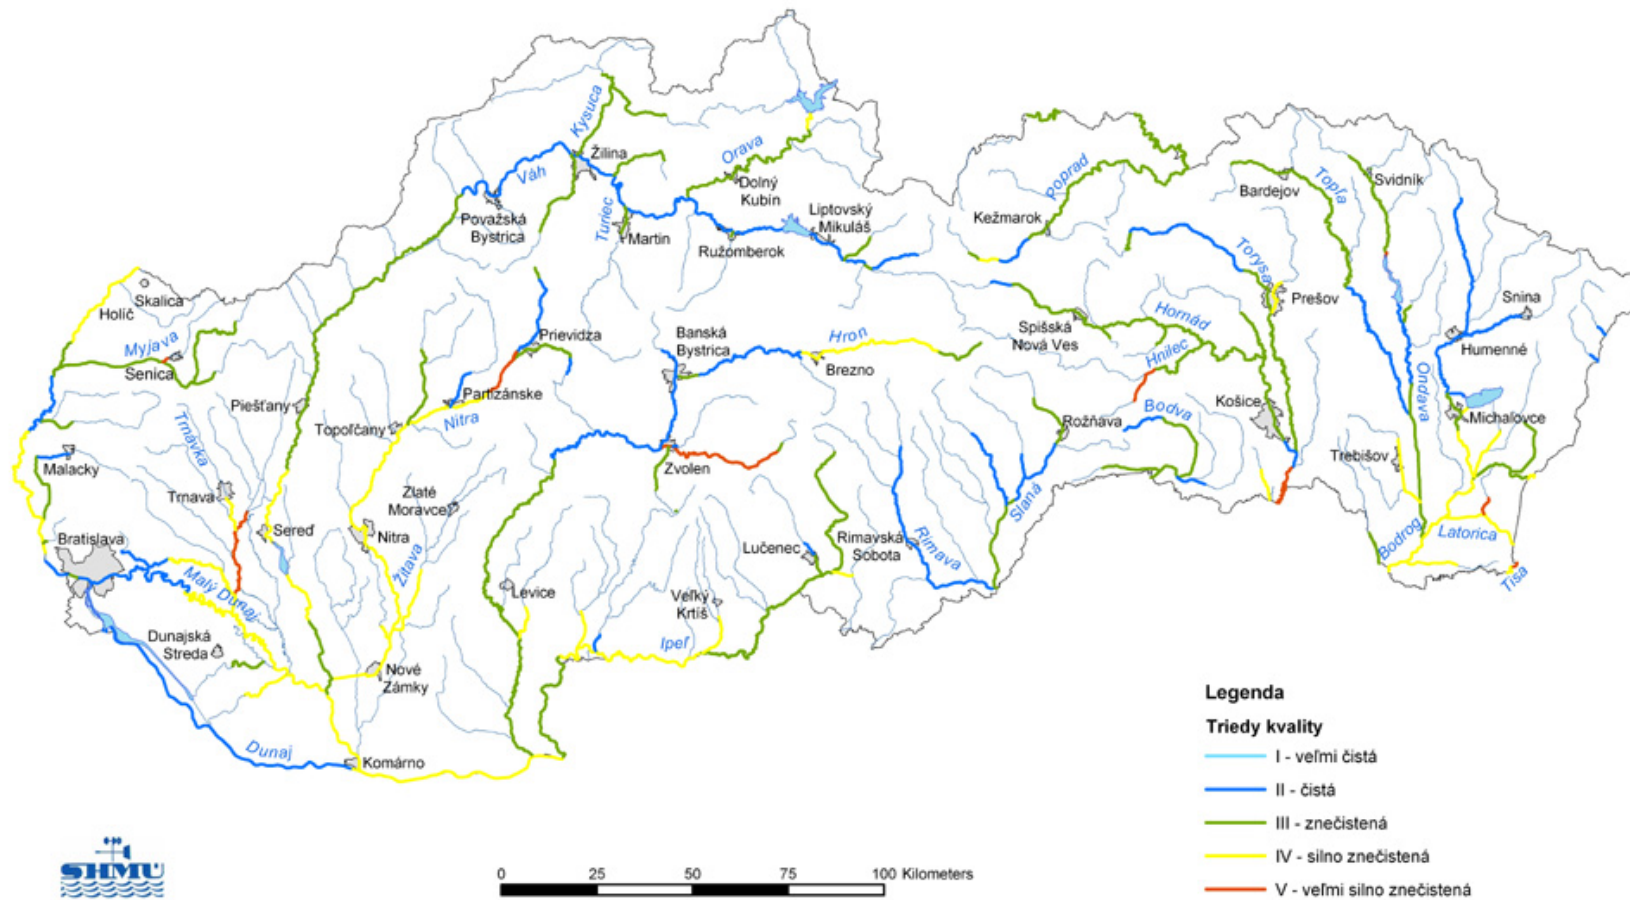 Kysuca
Žilina
Váh
Považská
Bystrica
Turiec
Martin
Orava
Dolný
Kubín
Ružomberok
Liptovský
Mikuláš
Poprad
Kežmarok
Bardejov
Topľa
Svidník
Torysa
Prešov
Skalica
Holíč
Myjava
Senica
Prievidza
Banská
Bystrica
Hron
Brezno
Spišská
Nová Ves
Hornád
Hnilec
Snina
Humenné
Ondava
Piešťany
Partizánske
Topoľčany
Nitra
Trnávka
Malacky
Trnava
Zlaté
Moravce
Zvolen
Rožňava
Bodva
Košice
Michalovce
Trebišov
Sereď
Nitra
Žitava
Bratislava
Malý Dunaj
Lučenec
Rimavská
Sobota
Rimava
Slaná
Bodrog
Latorica
Tisa
Levice
Veľký
Krtíš
Ipeľ
Dunajská
Streda
Nové
Zámky
Dunaj
Komárno
Legenda
Triedy kvality
I - veľmi čistá
II - čistá
III - znečistená
IV - silno znečistená
V - veľmi silno znečistená
SHMÚ
0 25 50 75 100 Kilometers